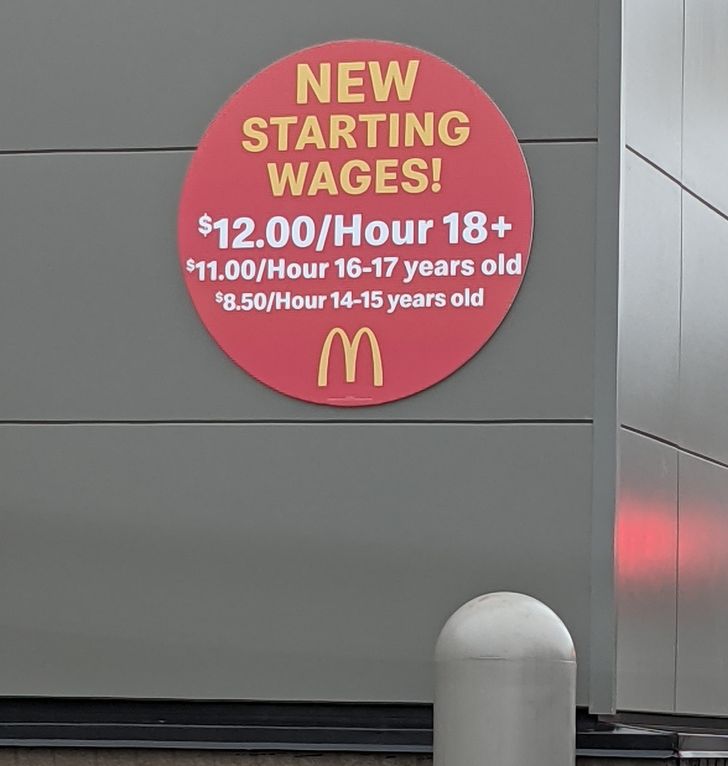 NEW
STARTING
WAGES!
$12.00/Hour 18+
$11.00/Hour 16-17 years old
$8.50/Hour 14-15 years old